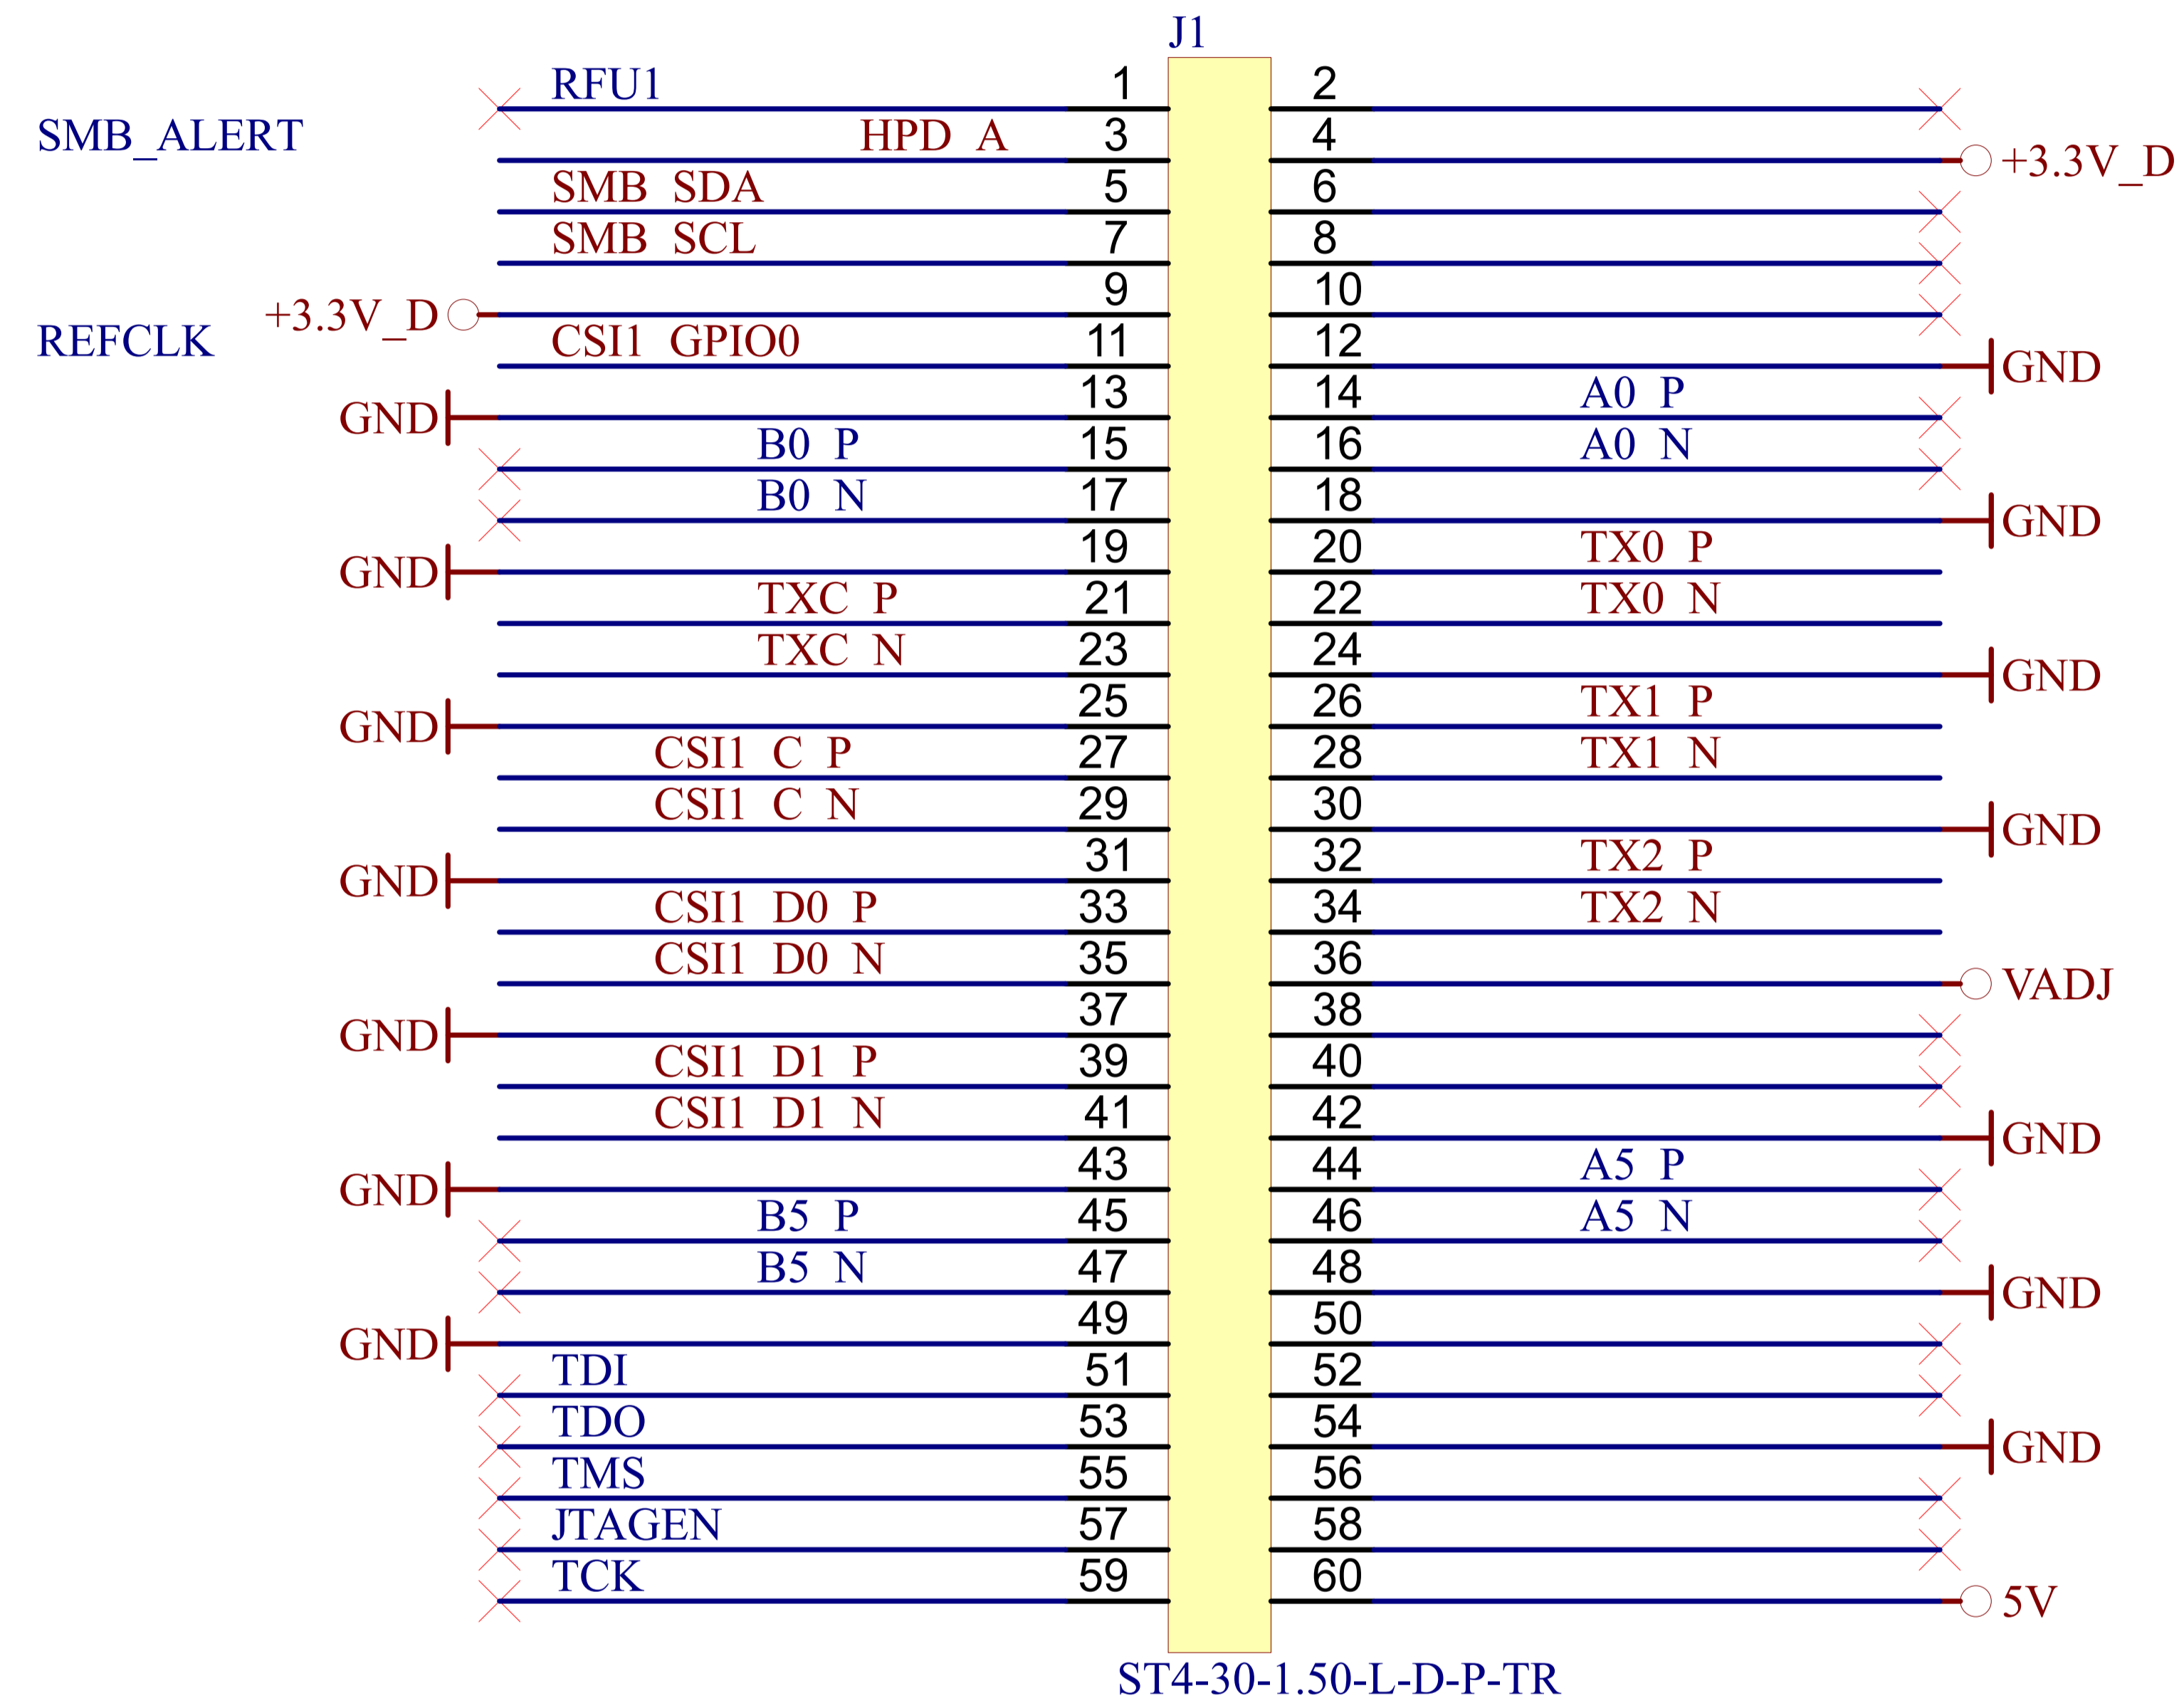 J1
RFU1 1 2
SMB_ALERT HPD_A 3 4 +3.3V_D
SMB_SDA 5 6
SMB_SCL 7 8
+3.3V_D 9 10
REFCLK CSI1_GPIO0 11 12 GND
GND 13 14 A0_P
B0_P 15 16 A0_N
B0_N 17 18 GND
GND 19 20 TX0_P
TXC_P 21 22 TX0_N
TXC_N 23 24 GND
GND 25 26 TX1_P
CSI1_C_P 27 28 TX1_N
CSI1_C_N 29 30 GND
GND 31 32 TX2_P
CSI1_D0_P 33 34 TX2_N
CSI1_D0_N 35 36 VADJ
GND 37 38
CSI1_D1_P 39 40
CSI1_D1_N 41 42 GND
GND 43 44 A5_P
B5_P 45 46 A5_N
B5_N 47 48 GND
GND 49 50
TDI 51 52
TDO 53 54 GND
TMS 55 56
JTAGEN 57 58
TCK 59 60 5V
ST4-30-1.50-L-D-P-TR